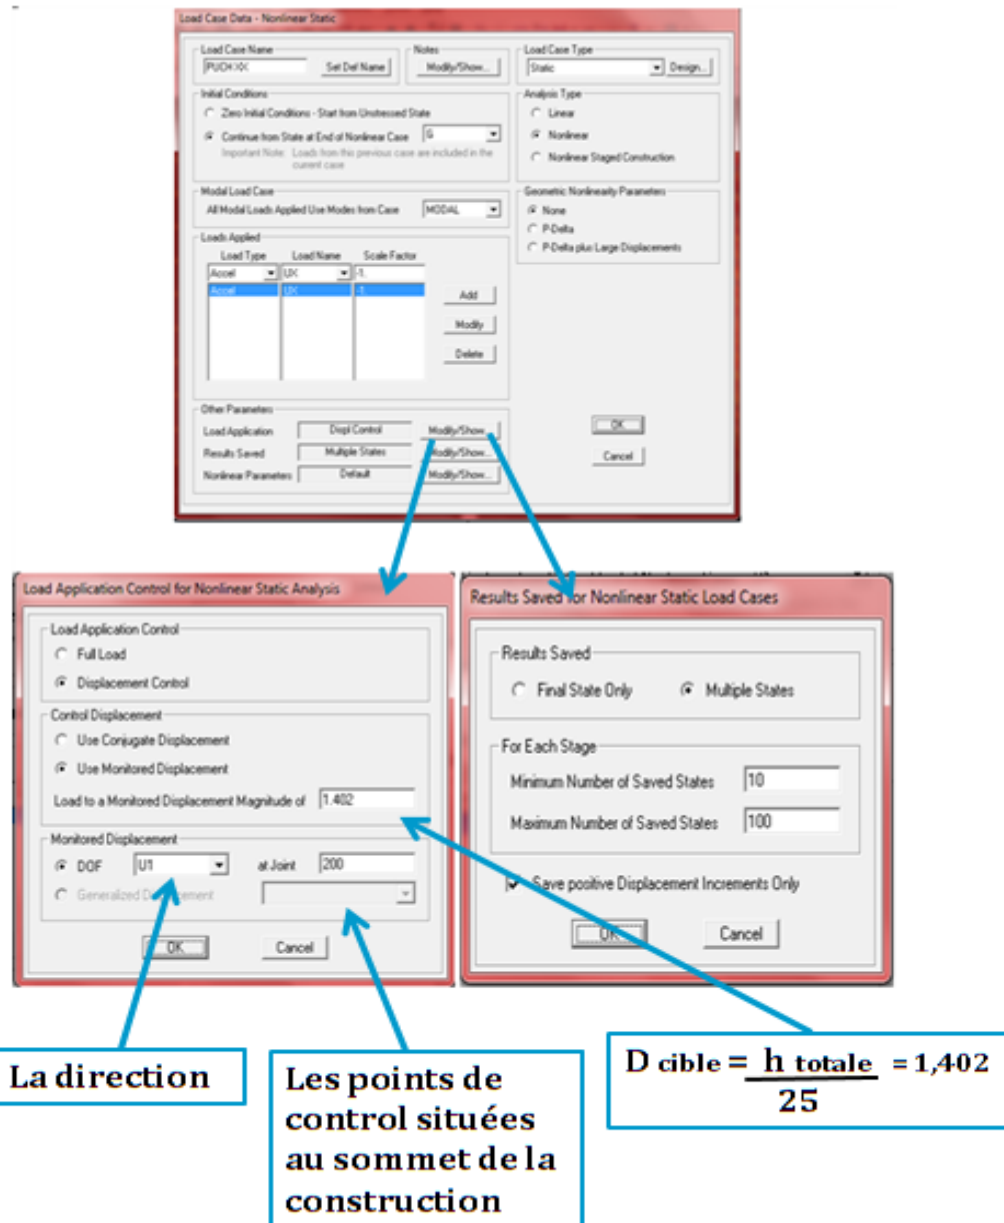 Load Case Data - Nonlinear Static
Load Case Name
Notes
Load Case Type
Set Def Name
Modify/Show...
Static
Design...
Initial Conditions
Zero Initial Conditions - Start from Unstressed State
Continue from State at End of Nonlinear Case
G
Important Note: Loads from this previous case are included in the
current case
Analysis Type
Linear
Nonlinear
Nonlinear Staged Construction
Modal Load Case
All Modal Loads Applied Use Modes from Case
MODAL
Geometric Nonlinearity Parameters
None
P-Delta
P-Delta plus Large Displacements
Loads Applied
Load Type Load Name Scale Factor
Accel UX -1.
Accel UX -1.
Add
Modify
Delete
Other Parameters
Load Application Displ Control Modify/Show...
Results Saved Multiple States Modify/Show...
Nonlinear Parameters Default Modify/Show...
OK
Cancel
Load Application Control for Nonlinear Static Analysis
Load Application Control
Full Load
Displacement Control
Control Displacement
Use Conjugate Displacement
Use Monitored Displacement
Load to a Monitored Displacement Magnitude of 1.402
Monitored Displacement
DOF U1 at Joint 200
Generalized Displacement
OK Cancel
Results Saved for Nonlinear Static Load Cases
Results Saved
Final State Only Multiple States
For Each Stage
Minimum Number of Saved States 10
Maximum Number of Saved States 100
Save positive Displacement Increments Only
OK Cancel
La direction
Les points de
control situées
au sommet de la
construction
D cible = h totale = 1,402
25